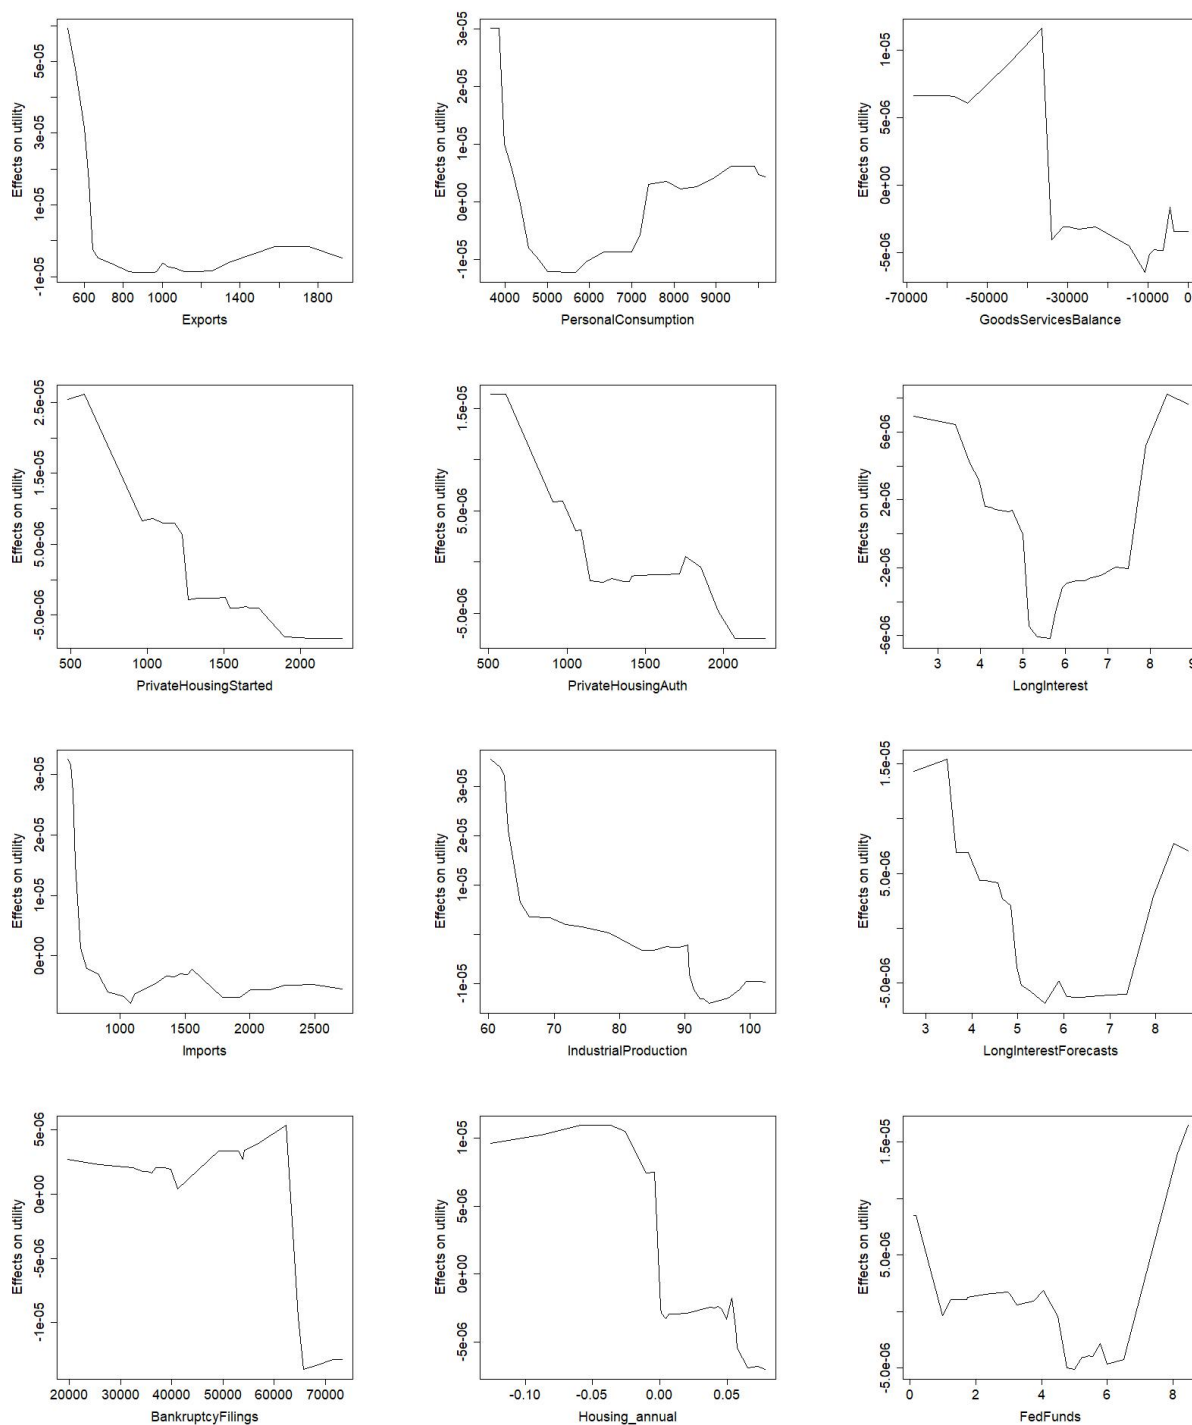 Effects on utility
-1e-05 1e-05 3e-05 5e-05
600 800 1000 1400 1800
Exports
Effects on utility
-1e-05 0e+00 1e-05 2e-05 3e-05
4000 5000 6000 7000 8000 9000
PersonalConsumption
Effects on utility
-5e-06 0e+00 5e-06 1e-05
-70000 -50000 -30000 -10000 0
GoodsServicesBalance
Effects on utility
-5.0e-06 5.0e-06 1.5e-05 2.5e-05
500 1000 1500 2000
PrivateHousingStarted
Effects on utility
-5.0e-06 5.0e-06 1.5e-05
500 1000 1500 2000
PrivateHousingAuth
Effects on utility
-6e-06 -2e-06 2e-06 6e-06
3 4 5 6 7 8 9
LongInterest
Effects on utility
0e+00 1e-05 2e-05 3e-05
1000 1500 2000 2500
Imports
Effects on utility
-1e-05 1e-05 2e-05 3e-05
60 70 80 90 100
IndustrialProduction
Effects on utility
-5.0e-06 5.0e-06 1.5e-05
3 4 5 6 7 8
LongInterestForecasts
Effects on utility
-1e-05 -5e-06 0e+00 5e-06
20000 30000 40000 50000 60000 70000
BankruptcyFilings
Effects on utility
-5e-06 0e+00 5e-06 1e-05
-0.10 -0.05 0.00 0.05
Housing_annual
Effects on utility
-5.0e-06 5.0e-06 1.5e-05
0 2 4 6 8
FedFunds